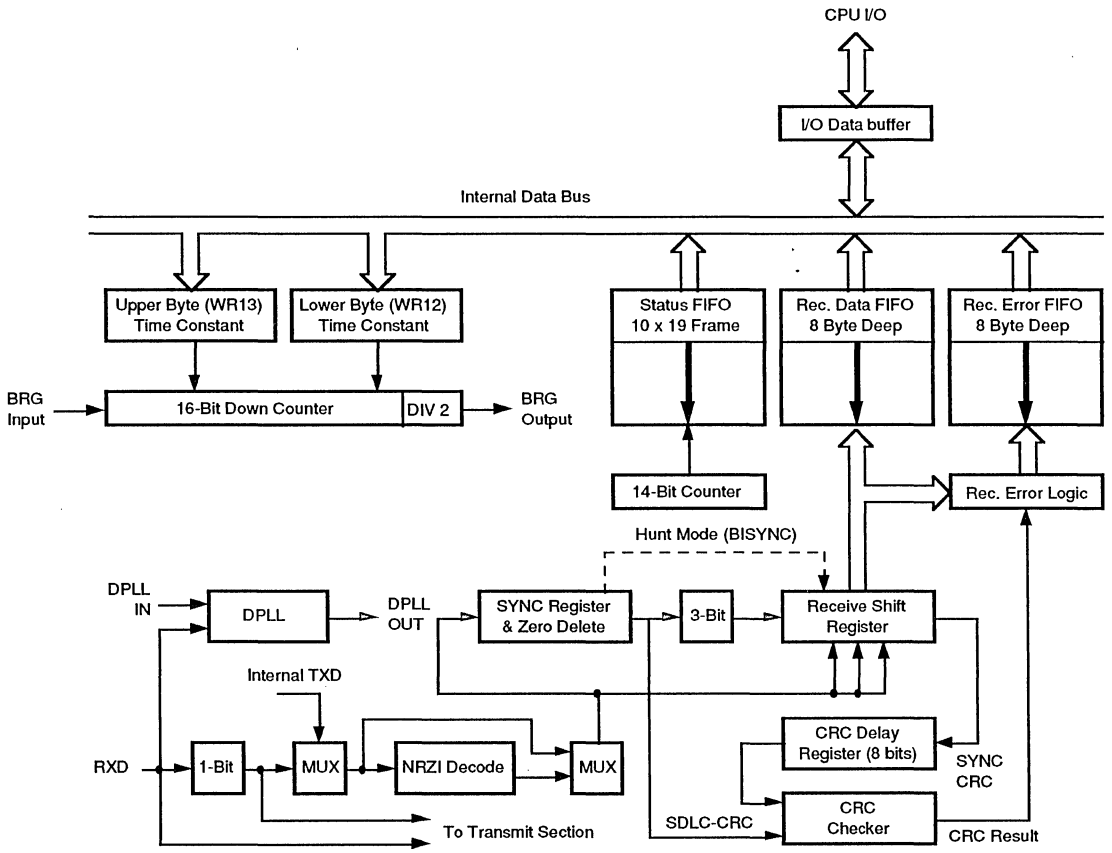 CPU I/O
I/O Data buffer
Internal Data Bus
Upper Byte (WR13)
Time Constant
Lower Byte (WR12)
Time Constant
Status FIFO
10 x 19 Frame
Rec. Data FIFO
8 Byte Deep
Rec. Error FIFO
8 Byte Deep
BRG
Input
16-Bit Down Counter
DIV 2
BRG
Output
14-Bit Counter
Rec. Error Logic
Hunt Mode (BISYNC)
DPLL
IN
DPLL
DPLL
OUT
SYNC Register
& Zero Delete
3-Bit
Receive Shift
Register
Internal TXD
RXD
1-Bit
MUX
NRZI Decode
MUX
CRC Delay
Register (8 bits)
SYNC
CRC
To Transmit Section
SDLC-CRC
CRC
Checker
CRC Result